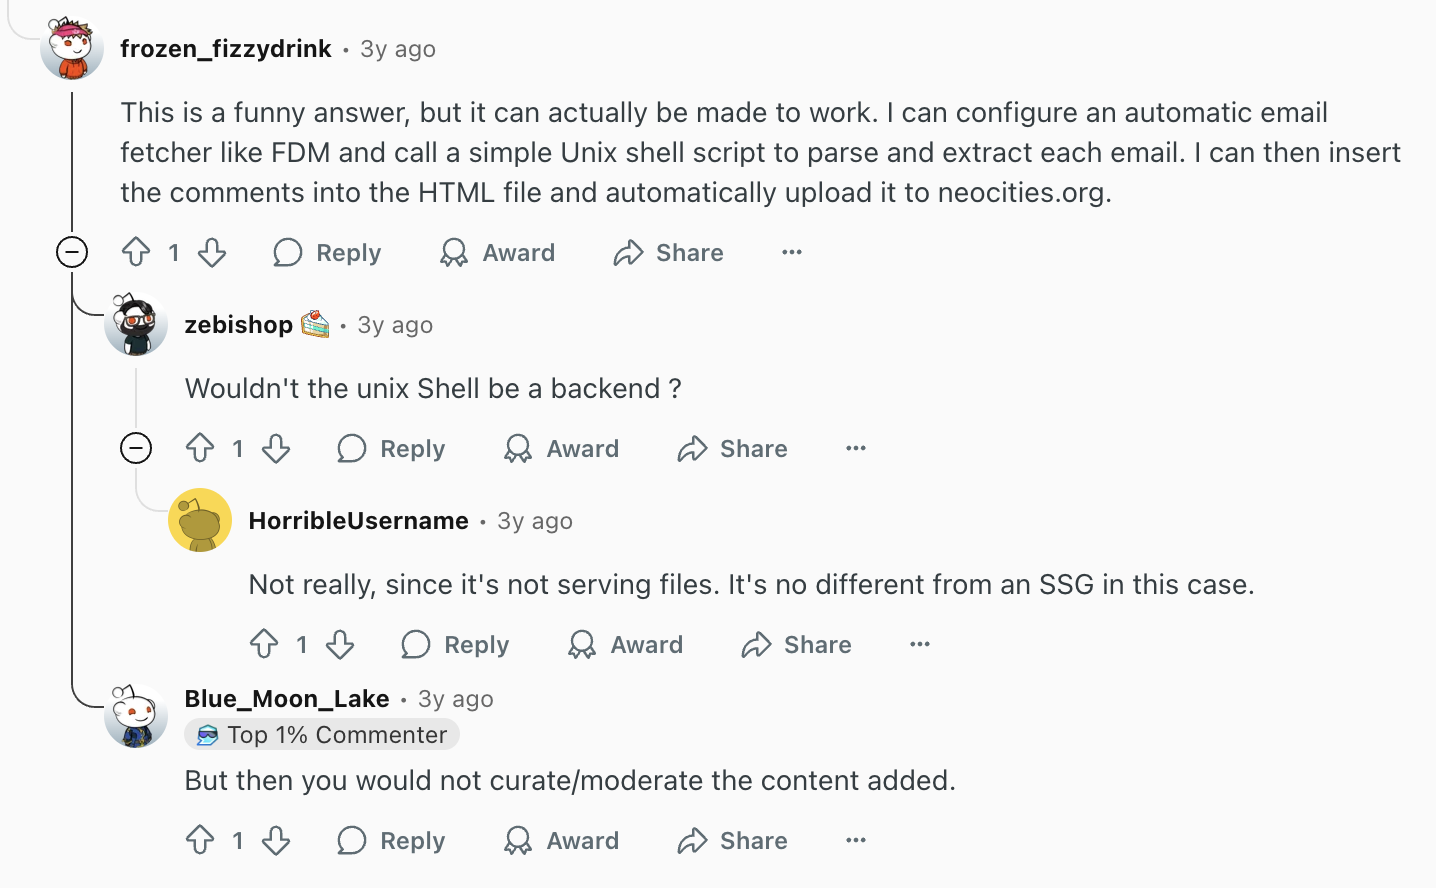 frozen_fizzydrink • 3y ago
This is a funny answer, but it can actually be made to work. I can configure an automatic email
fetcher like FDM and call a simple Unix shell script to parse and extract each email. I can then insert
the comments into the HTML file and automatically upload it to neocities.org.
1 Reply Award Share ...
zebishop • 3y ago
Wouldn't the unix Shell be a backend ?
1 Reply Award Share ...
HorribleUsername • 3y ago
Not really, since it's not serving files. It's no different from an SSG in this case.
1 Reply Award Share ...
Blue_Moon_Lake • 3y ago
Top 1% Commenter
But then you would not curate/moderate the content added.
1 Reply Award Share ...